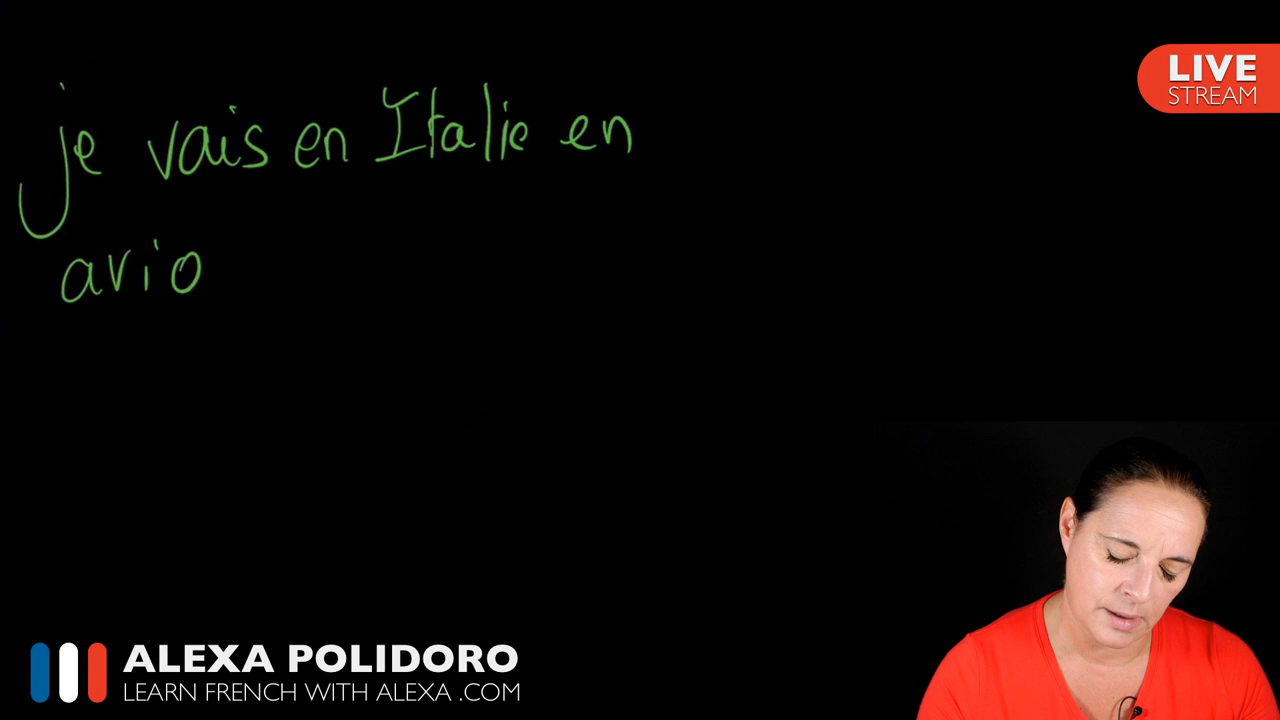 LIVE
STREAM
je vais en Italie en
avio
ALEXA POLIDORO
LEARN FRENCH WITH ALEXA .COM